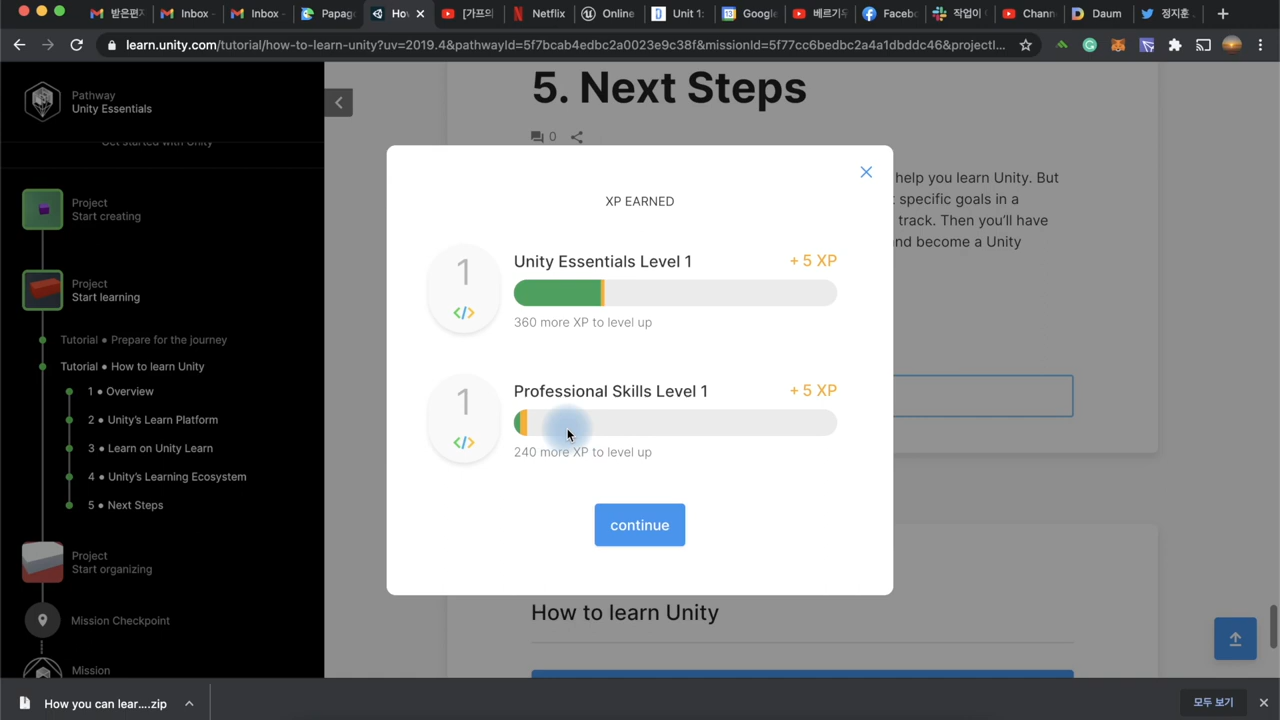 M 받은편지
Inbox
Inbox
Papag
How
[가프의
Netflix
Online
Unit 1:
Google
베르기
Faceb
작업이
Chann
Daum
정지훈
learn.unity.com/tutorial/how-to-learn-unity?uv=2019.4&pathwayId=5f7bcab4edbc2a0023e9c38f&missionId=5f77cc6bedbc2a4a1dbddc46&projectI...
Pathway
Unity Essentials
Get started with Unity
Project
Start creating
Project
Start learning
Tutorial • Prepare for the journey
Tutorial • How to learn Unity
1 • Overview
2 • Unity's Learn Platform
3 • Learn on Unity Learn
4 • Unity's Learning Ecosystem
5 • Next Steps
Project
Start organizing
Mission Checkpoint
Mission
5. Next Steps
0
help you learn Unity. But
specific goals in a
track. Then you'll have
nd become a Unity
XP EARNED
1
</>
Unity Essentials Level 1
+ 5 XP
360 more XP to level up
1
</>
Professional Skills Level 1
+ 5 XP
240 more XP to level up
continue
How to learn Unity
How you can lear....zip
모두 보기